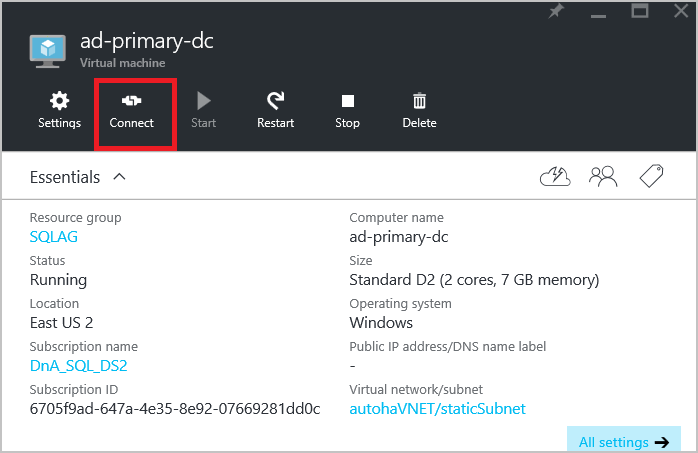 ad-primary-dc
Virtual machine
Settings
Connect
Start
Restart
Stop
Delete
Essentials
Resource group
SQLAG
Computer name
ad-primary-dc
Status
Running
Size
Standard D2 (2 cores, 7 GB memory)
Location
East US 2
Operating system
Windows
Subscription name
DnA_SQL_DS2
Public IP address/DNS name label
-
Subscription ID
6705f9ad-647a-4e35-8e92-07669281dd0c
Virtual network/subnet
autohaVNET/staticSubnet
All settings